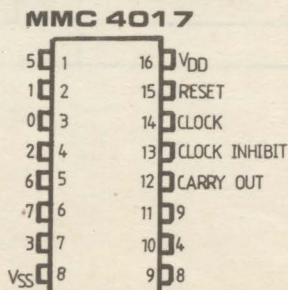 MMC 4017
5 1 16 VDD
1 2 15 RESET
0 3 14 CLOCK
2 4 13 CLOCK INHIBIT
6 5 12 CARRY OUT
7 6 11 9
3 7 10 4
VSS 8 9 8